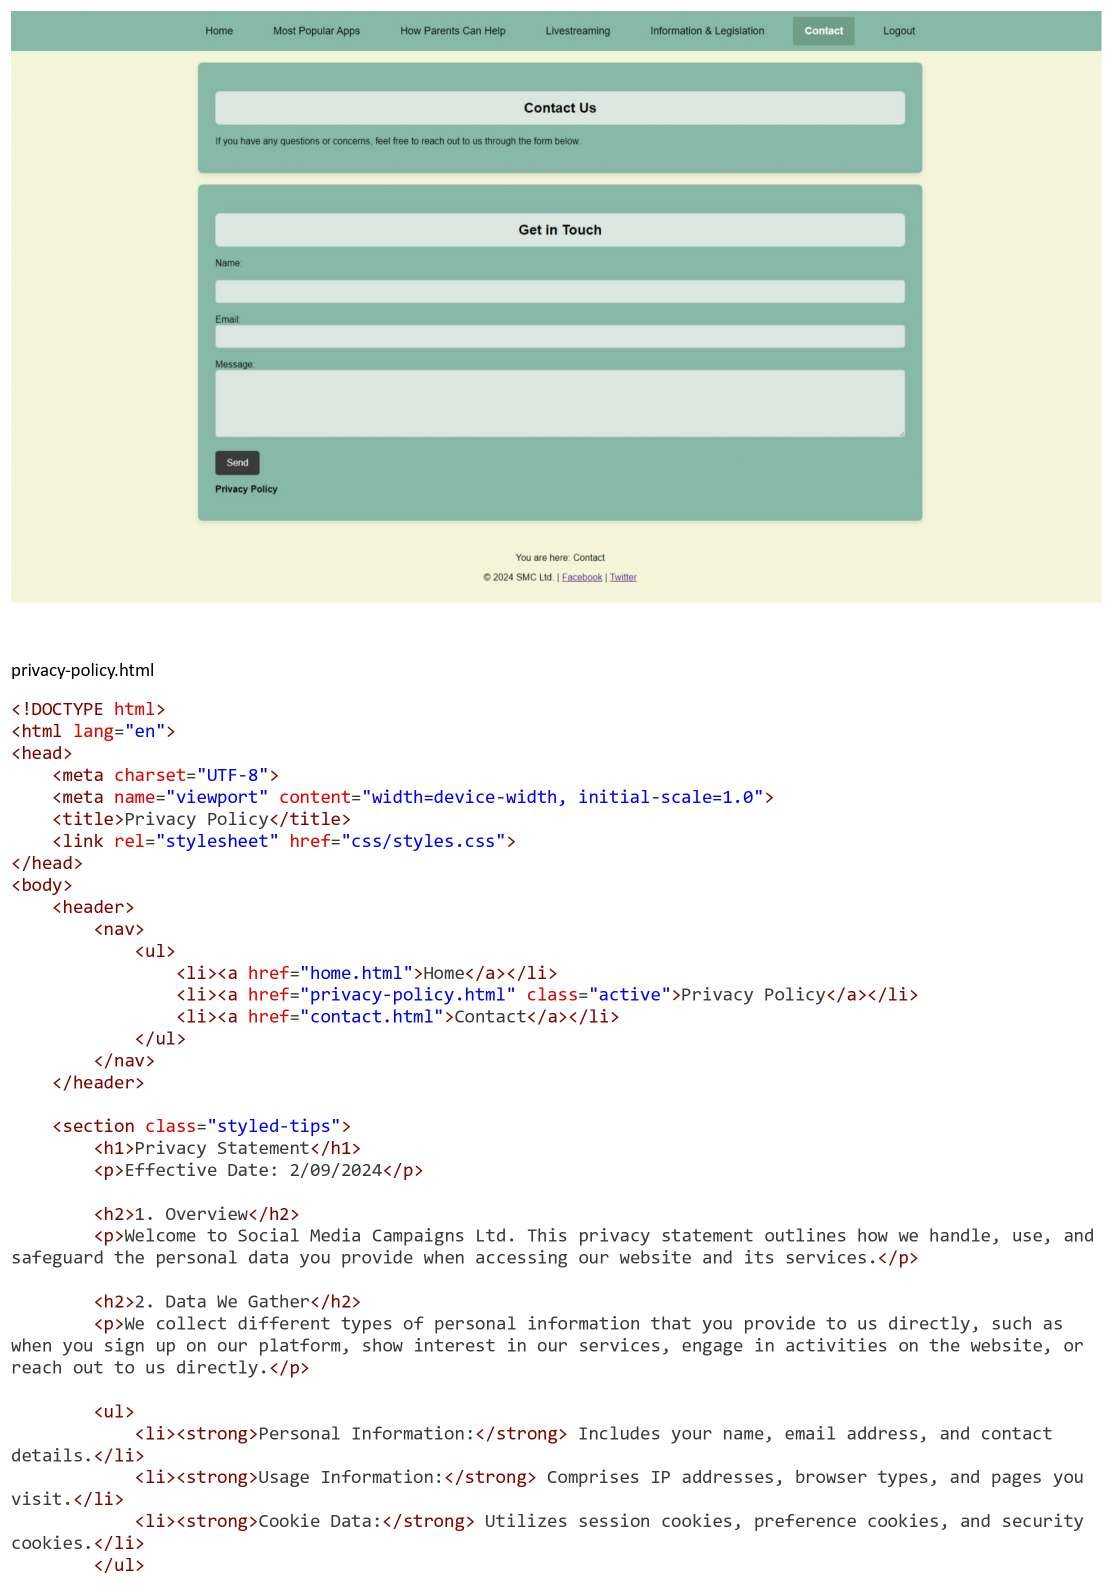 Home Most Popular Apps How Parents Can Help Livestreaming Information & Legislation Contact Logout
Contact Us
If you have any questions or concerns, feel free to reach out to us through the form below.
Get in Touch
Name:
Email:
Message:
Send
Privacy Policy
You are here: Contact
© 2024 SMC Ltd. | Facebook | Twitter
privacy-policy.html
<!DOCTYPE html>
<html lang="en">
<head>
    <meta charset="UTF-8">
    <meta name="viewport" content="width=device-width, initial-scale=1.0">
    <title>Privacy Policy</title>
    <link rel="stylesheet" href="css/styles.css">
</head>
<body>
    <header>
        <nav>
            <ul>
                <li><a href="home.html">Home</a></li>
                <li><a href="privacy-policy.html" class="active">Privacy Policy</a></li>
                <li><a href="contact.html">Contact</a></li>
            </ul>
        </nav>
    </header>
    <section class="styled-tips">
        <h1>Privacy Statement</h1>
        <p>Effective Date: 2/09/2024</p>
        <h2>1. Overview</h2>
        <p>Welcome to Social Media Campaigns Ltd. This privacy statement outlines how we handle, use, and
safeguard the personal data you provide when accessing our website and its services.</p>
        <h2>2. Data We Gather</h2>
        <p>We collect different types of personal information that you provide to us directly, such as
when you sign up on our platform, show interest in our services, engage in activities on the website, or
reach out to us directly.</p>
        <ul>
            <li><strong>Personal Information:</strong> Includes your name, email address, and contact
details.</li>
            <li><strong>Usage Information:</strong> Comprises IP addresses, browser types, and pages you
visit.</li>
            <li><strong>Cookie Data:</strong> Utilizes session cookies, preference cookies, and security
cookies.</li>
        </ul>